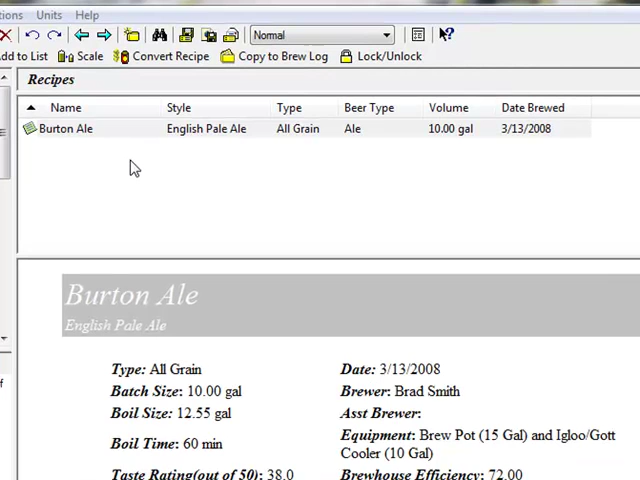 tions Units Help
Normal
Add to List Scale Convert Recipe Copy to Brew Log Lock/Unlock
Recipes
Name Style Type Beer Type Volume Date Brewed
Burton Ale English Pale Ale All Grain Ale 10.00 gal 3/13/2008
Burton Ale
English Pale Ale
Type: All Grain Date: 3/13/2008
Batch Size: 10.00 gal Brewer: Brad Smith
Boil Size: 12.55 gal Asst Brewer:
Boil Time: 60 min Equipment: Brew Pot (15 Gal) and Igloo/Gott
Cooler (10 Gal)
Taste Rating(out of 50): 38.0 Brewhouse Efficiency: 72.00